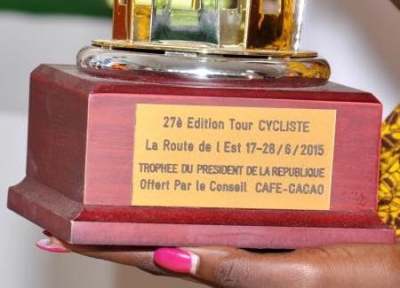 27è Edition Tour CYCLISTE
La Route de l Est 17-28/6/2015
TROPHEE DU PRESIDENT DE LA REPUBLIQUE
Offert Par le Conseil CAFE-CACAO